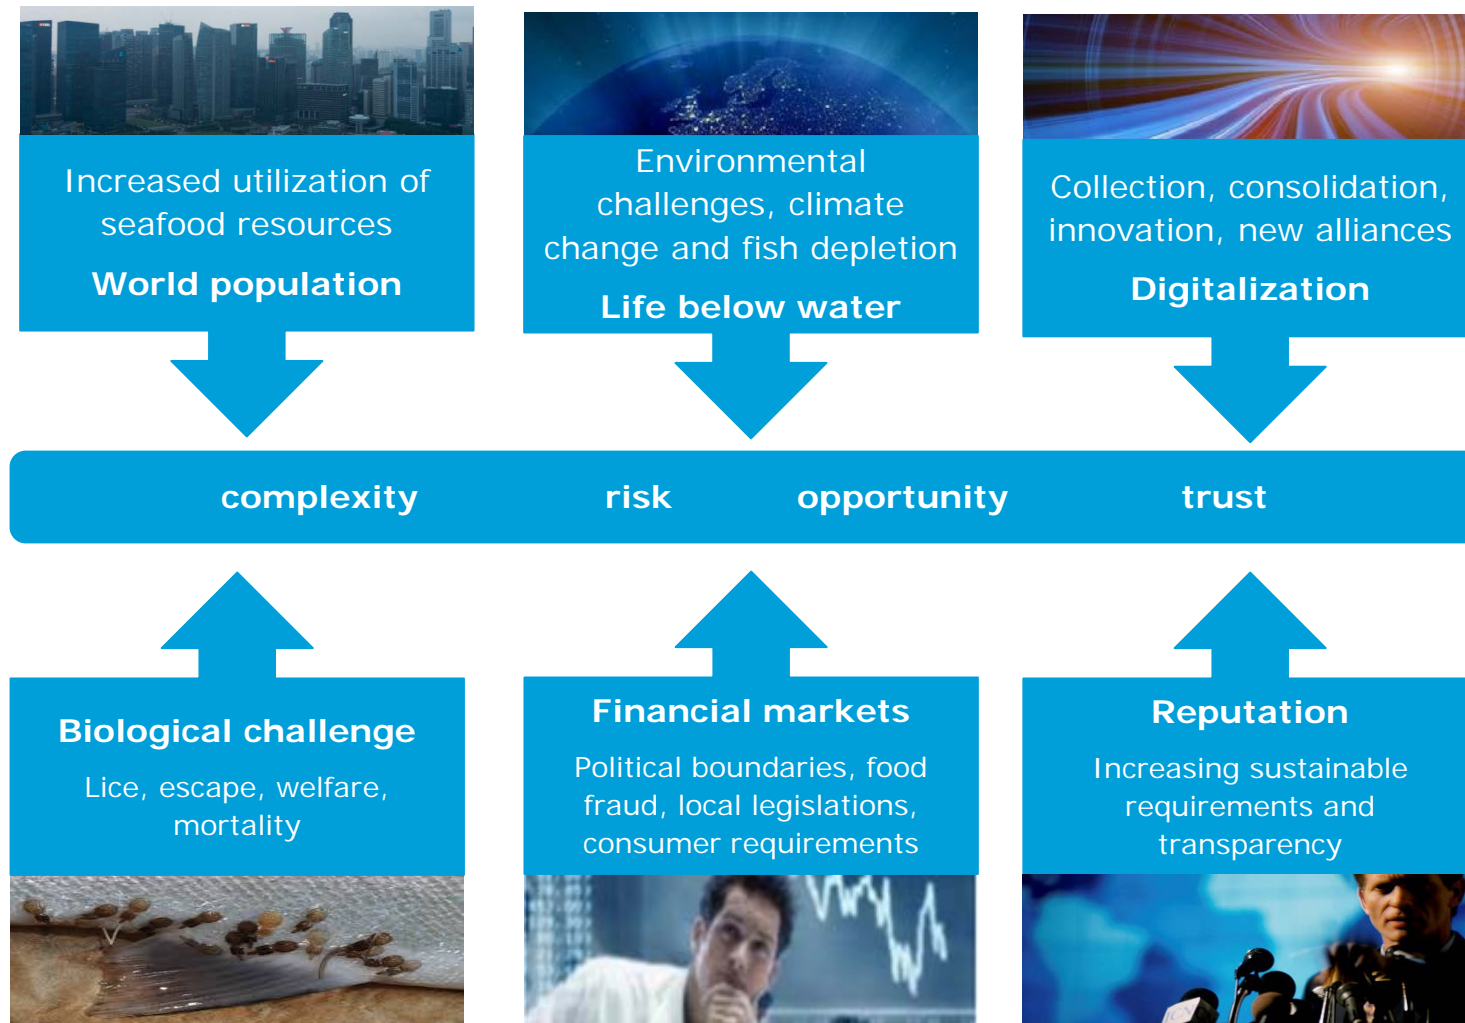 Increased utilization of
seafood resources
World population
Environmental
challenges, climate
change and fish depletion
Life below water
Collection, consolidation,
innovation, new alliances
Digitalization
complexity risk opportunity trust
Biological challenge
Lice, escape, welfare,
mortality
Financial markets
Political boundaries, food
fraud, local legislations,
consumer requirements
Reputation
Increasing sustainable
requirements and
transparency